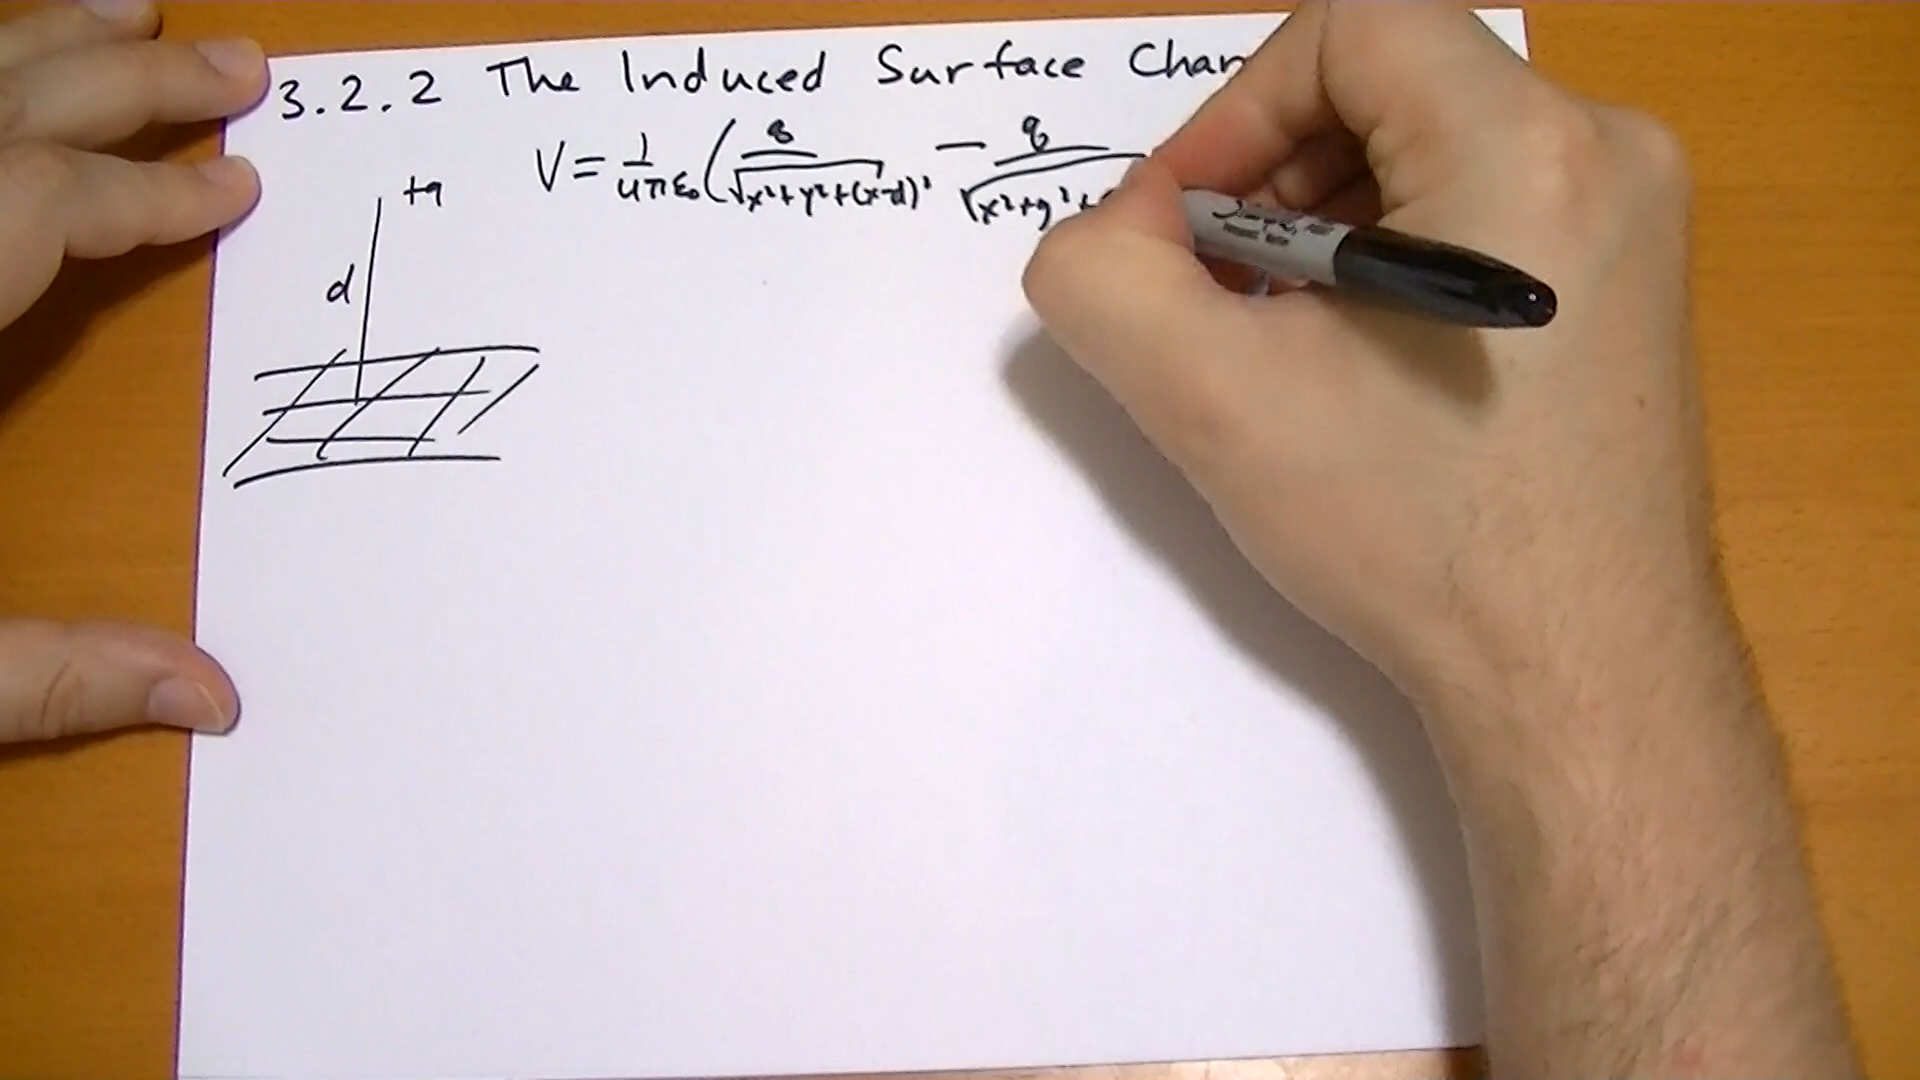 3.2.2 The Induced Surface Char
V = 1/4πε₀ ( q/√x²+y²+(x-d)² - q/√x²+y²+
+q
d